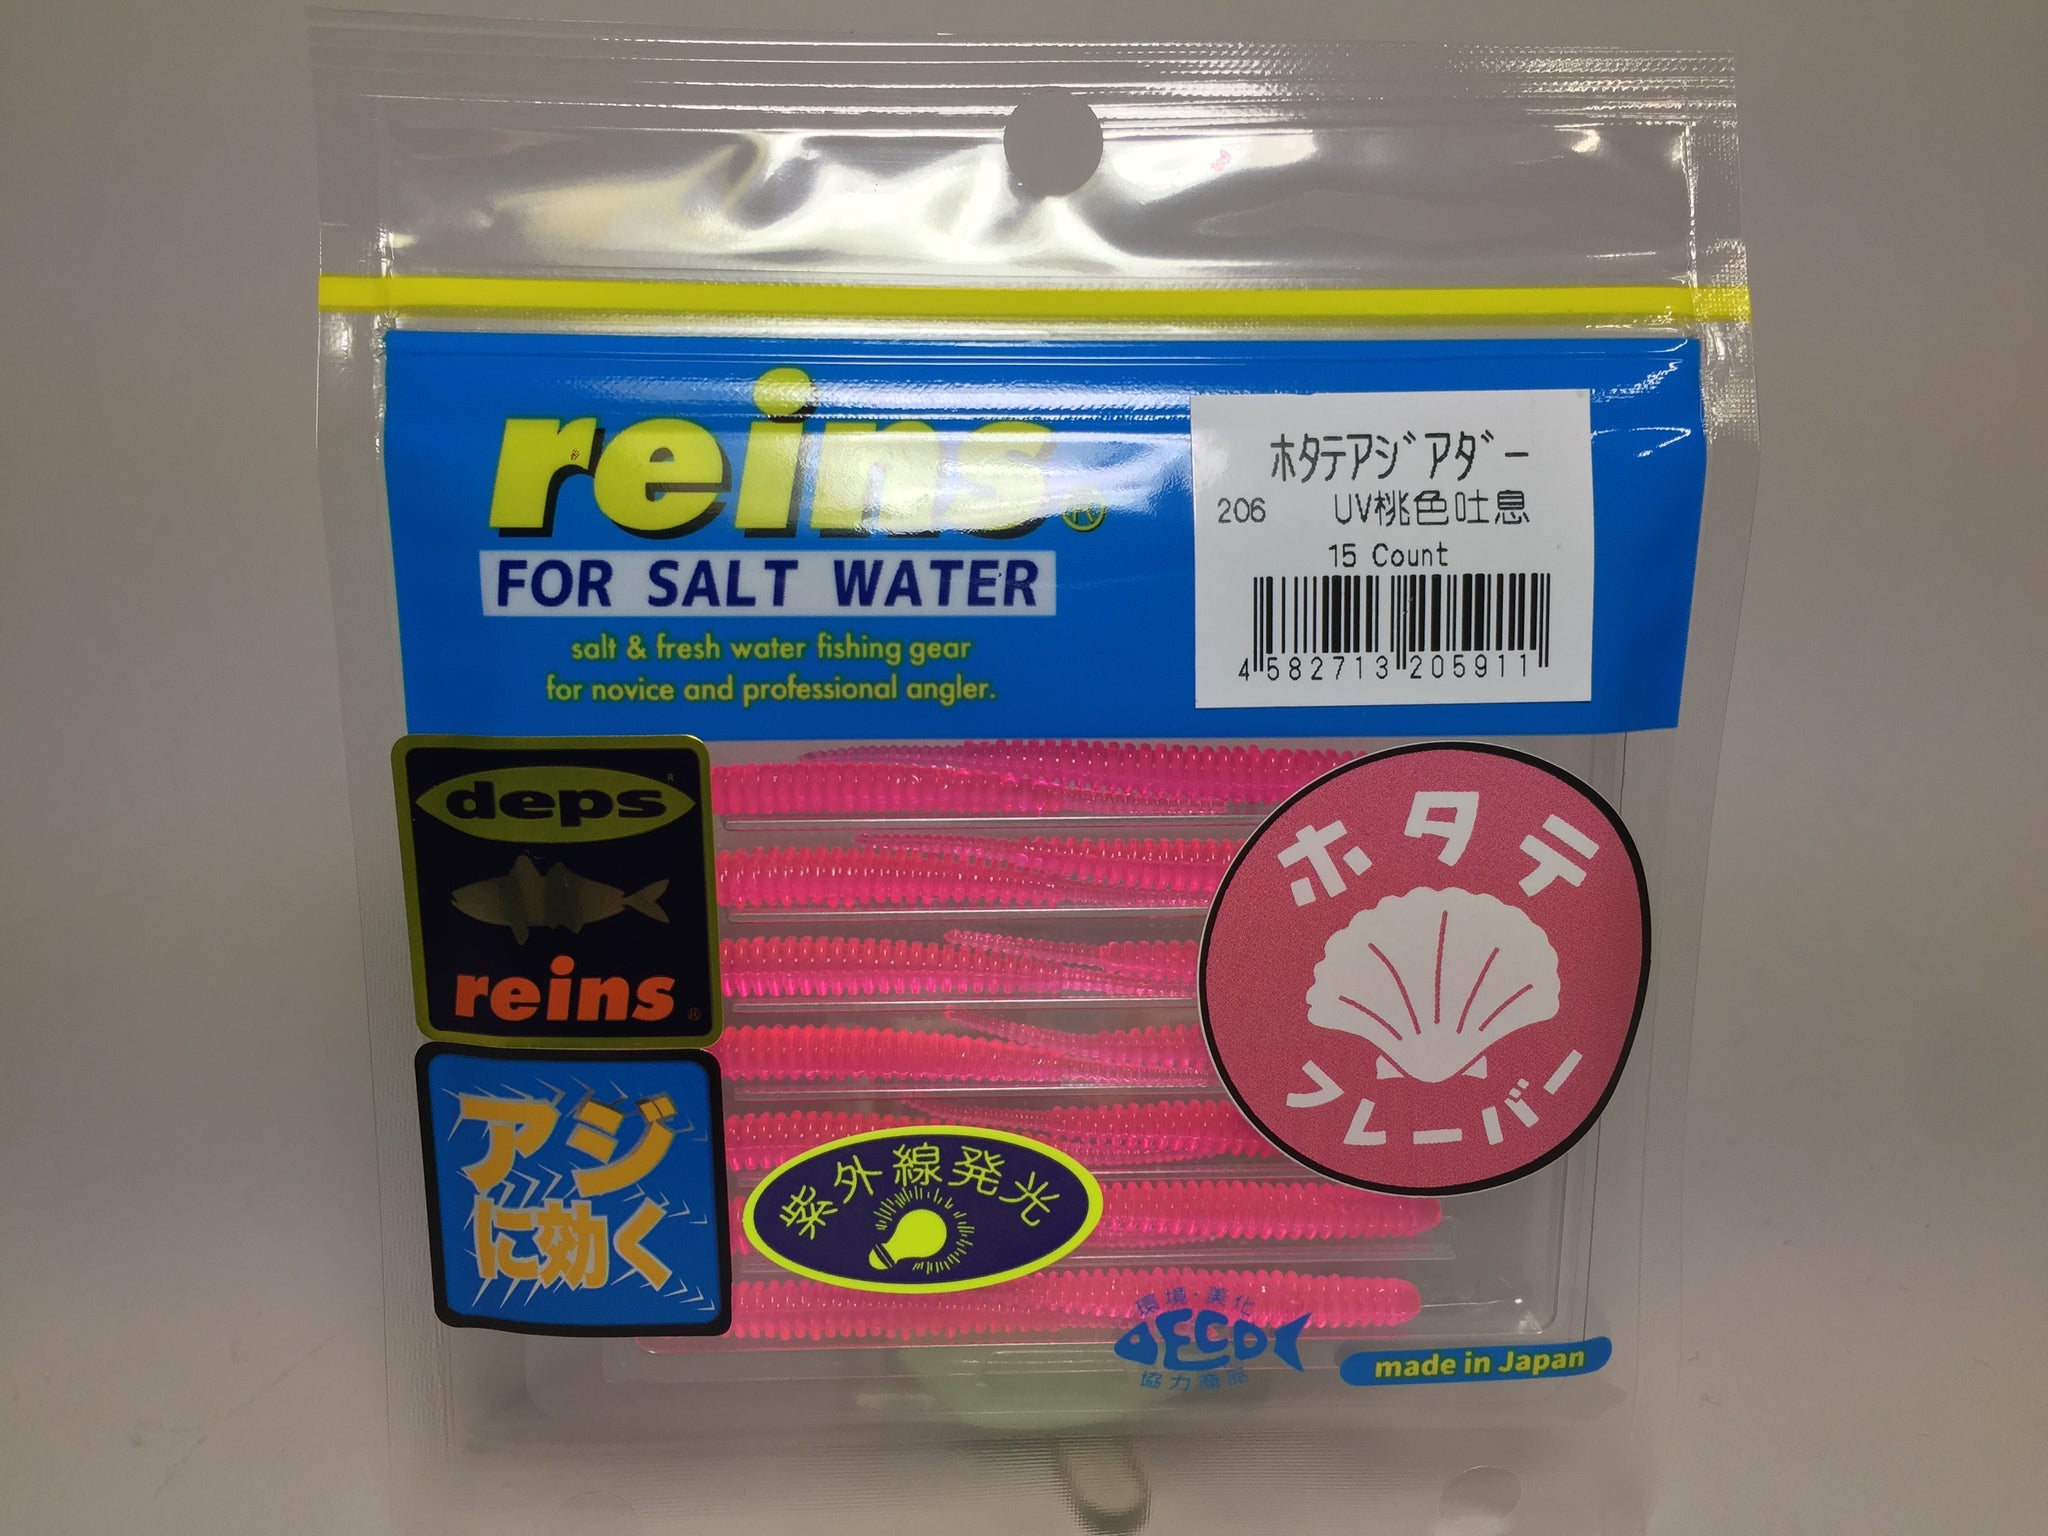 reins®
FOR SALT WATER
salt & fresh water fishing gear
for novice and professional angler.
ホタテアジアダー
206 UV桃色吐息
15 Count
4 582713 205911
deps®
reins®
アジ
に効く
ホタテ
フレーバー
紫外線発光
環境・美化
ECO
協力商品
made in Japan